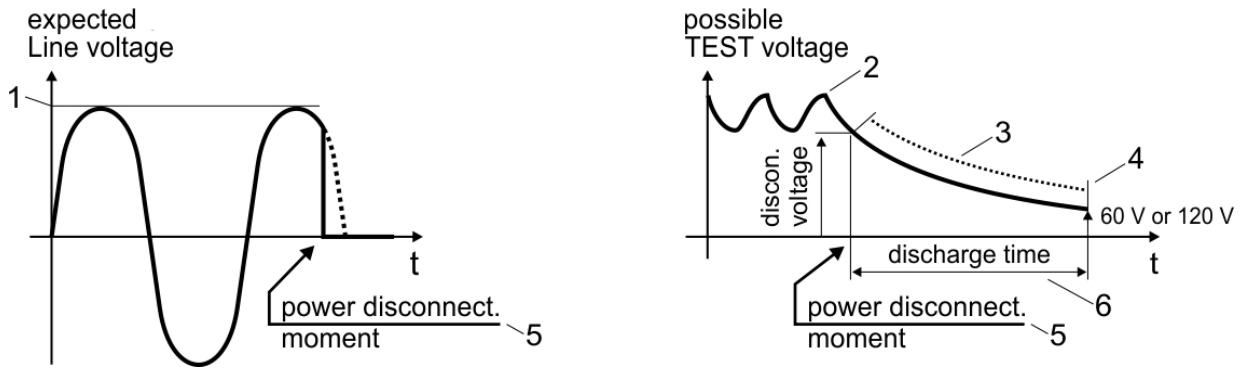 expected
Line voltage
1
t
power disconnect.
moment
5
possible
TEST voltage
2
3
4
discon.
voltage
60 V or 120 V
discharge time
t
6
power disconnect.
moment
5